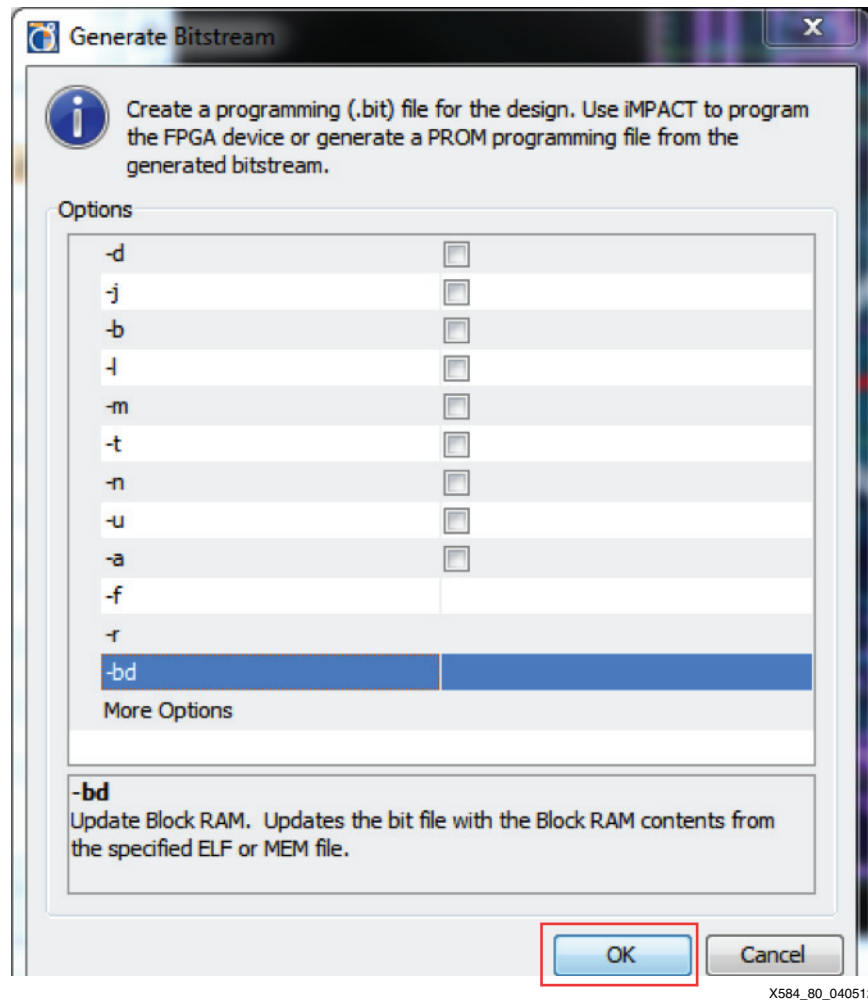 Generate Bitstream
Create a programming (.bit) file for the design. Use iMPACT to program
the FPGA device or generate a PROM programming file from the
generated bitstream.
Options
-d
-j
-b
-l
-m
-t
-n
-u
-a
-f
-r
-bd
More Options
-bd
Update Block RAM.  Updates the bit file with the Block RAM contents from
the specified ELF or MEM file.
OK Cancel